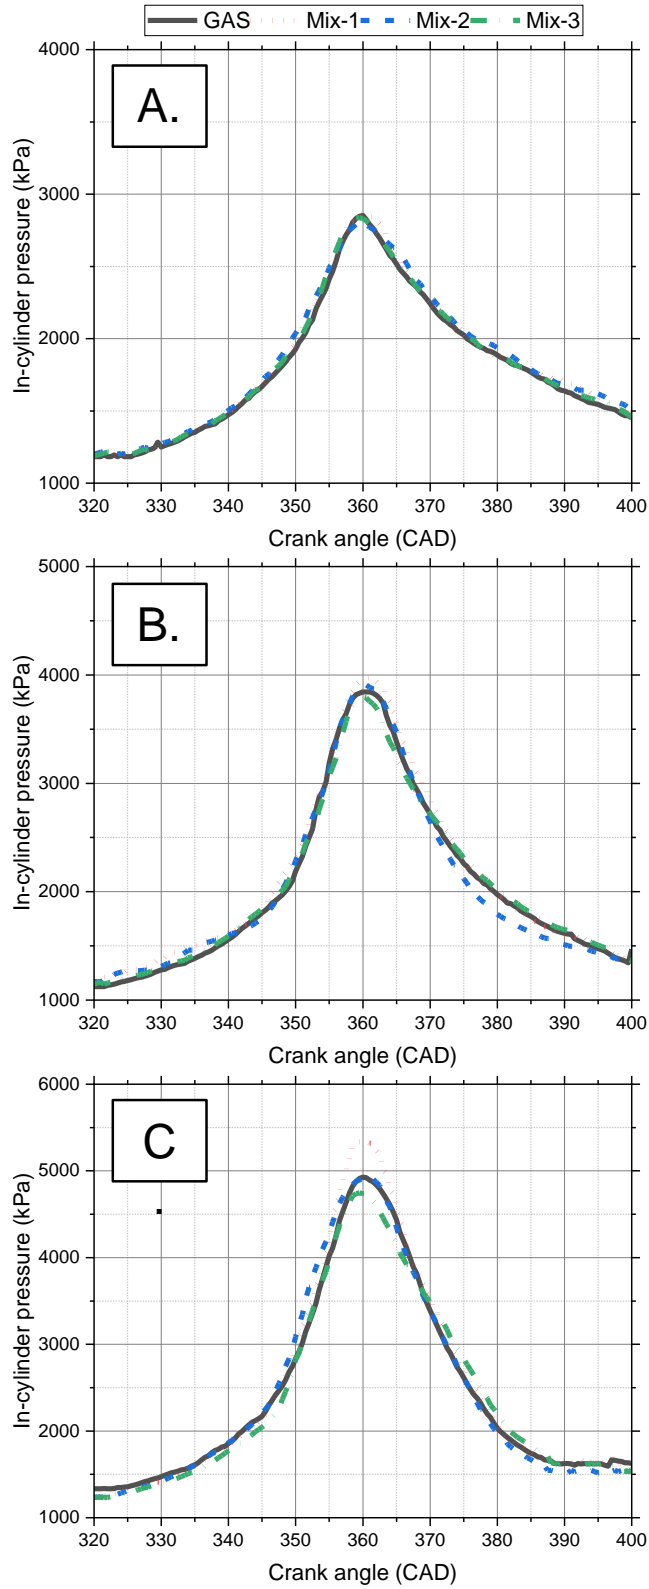 GAS Mix-1 Mix-2 Mix-3
4000
A.
3000
In-cylinder pressure (kPa)
2000
1000
320 330 340 350 360 370 380 390 400
Crank angle (CAD)
5000
B.
4000
In-cylinder pressure (kPa)
3000
2000
1000
320 330 340 350 360 370 380 390 400
Crank angle (CAD)
6000
C
.
5000
In-cylinder pressure (kPa)
4000
3000
2000
1000
320 330 340 350 360 370 380 390 400
Crank angle (CAD)